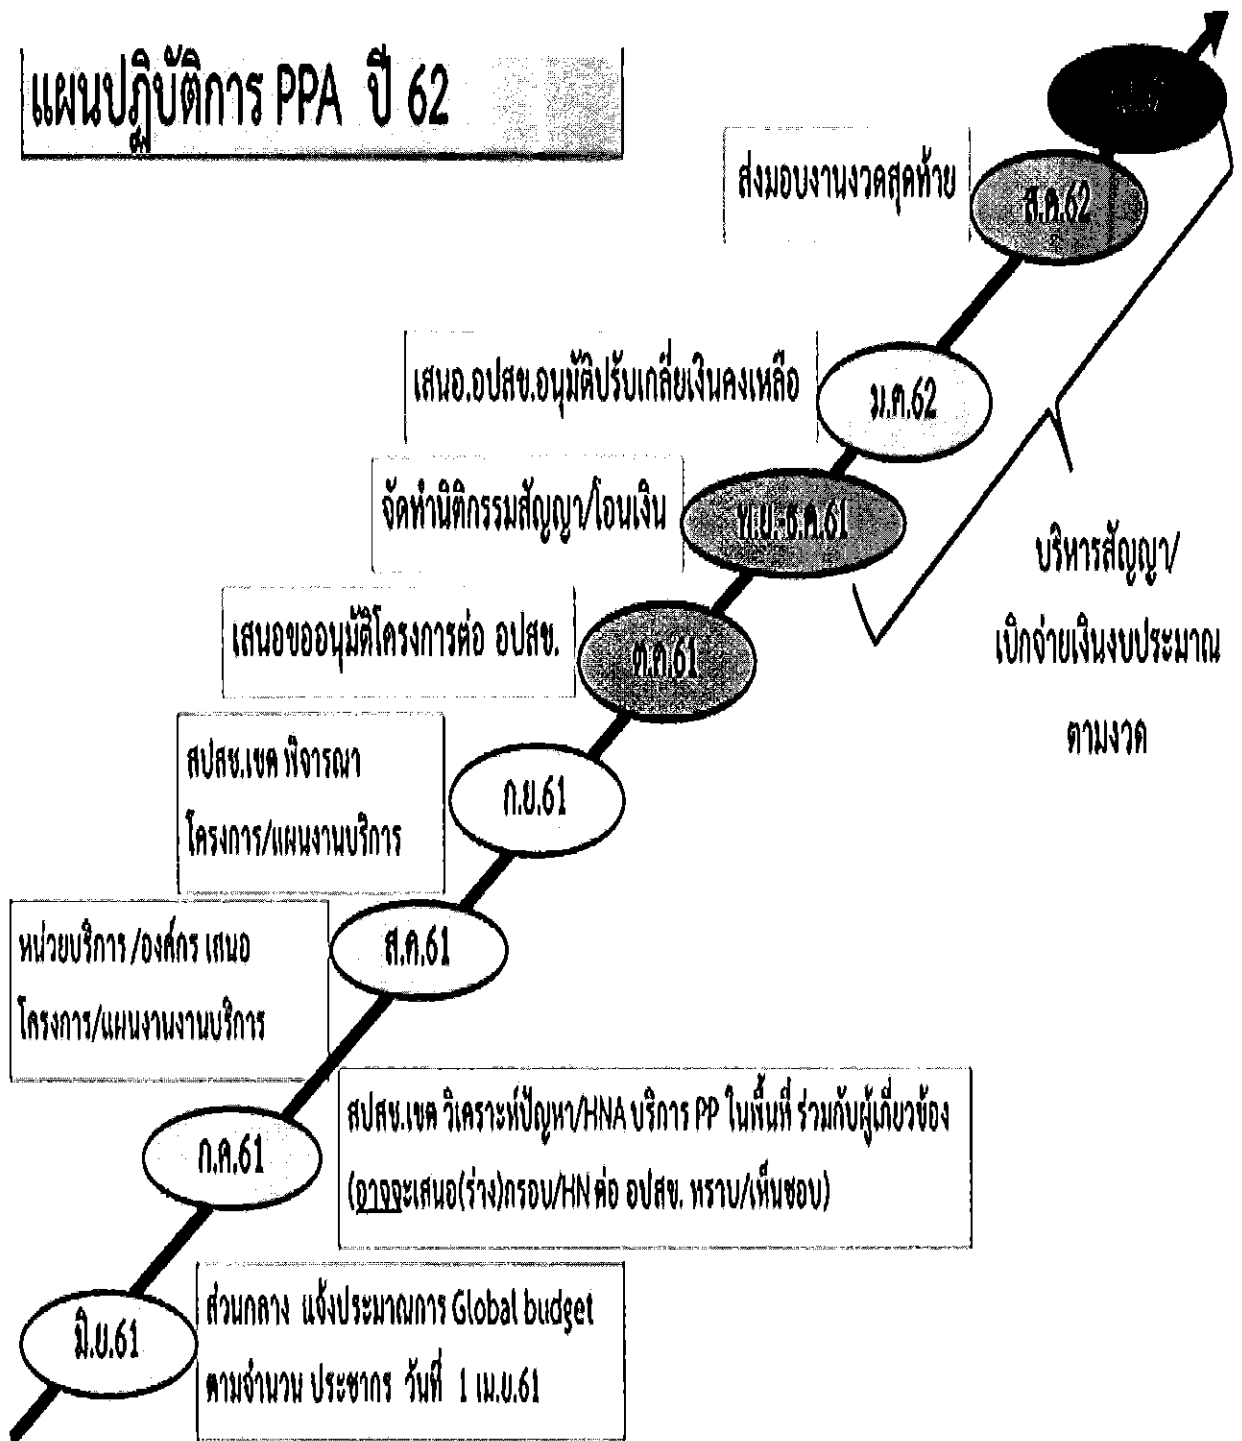 แผนปฏิบัติการ PPA ปี 62
ส่งมอบงานงวดสุดท้าย
ส.ค.62
เสนอ.อปสข.อนุมัติปรับเกลี่ยเงินคงเหลือ
ม.ค.62
จัดทำนิติกรรมสัญญา/โอนเงิน
พ.ย.-ธ.ค.61
บริหารสัญญา/
เบิกจ่ายเงินงบประมาณ
ตามงวด
เสนอขออนุมัติโครงการต่อ อปสข.
ต.ค.61
สปสช.เขต พิจารณา
โครงการ/แผนงานบริการ
ก.ย.61
หน่วยบริการ /องค์กร เสนอ
โครงการ/แผนงานงานบริการ
ส.ค.61
สปสช.เขต วิเคราะห์ปัญหา/HNA บริการ PP ในพื้นที่ ร่วมกับผู้เกี่ยวข้อง
(อาจจะเสนอ(ร่าง)กรอบ/HN ต่อ อปสข. ทราบ/เห็นชอบ)
ก.ค.61
ส่วนกลาง แจ้งประมาณการ Global budget
ตามจำนวน ประชากร วันที่ 1 เม.ย.61
มิ.ย.61